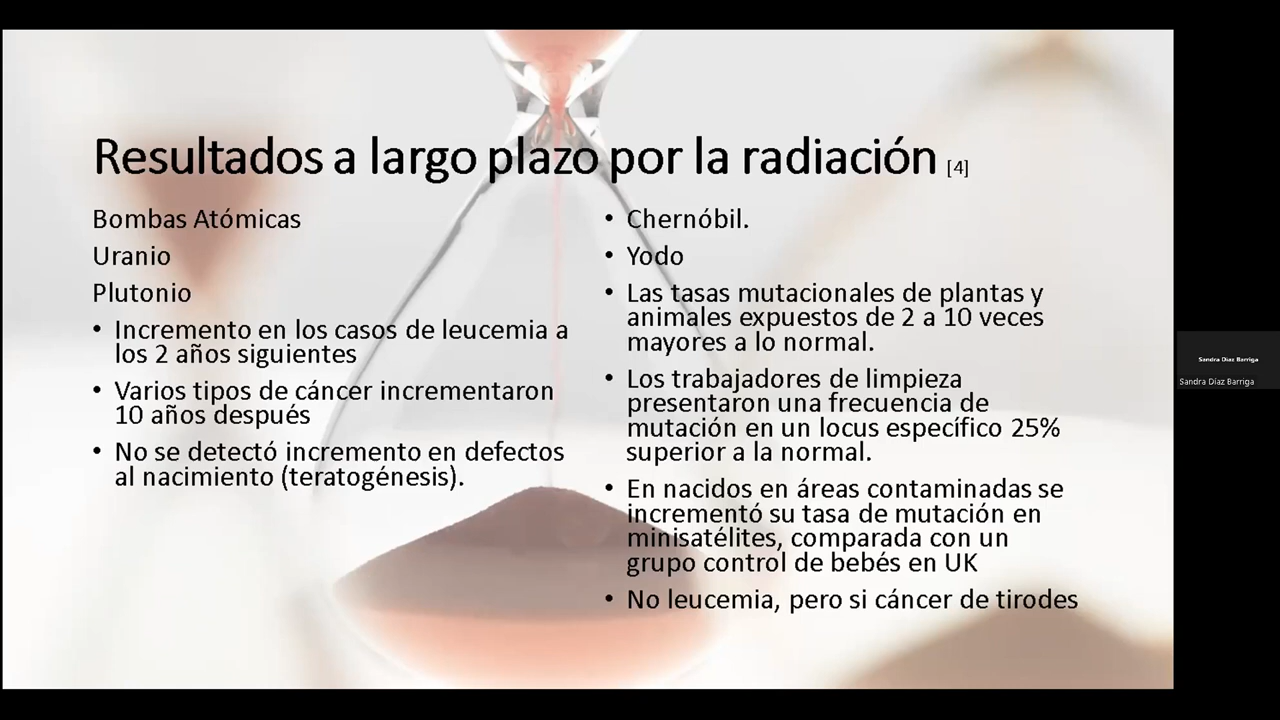 Resultados a largo plazo por la radiación [4]
Bombas Atómicas
Uranio
Plutonio
• Incremento en los casos de leucemia a
los 2 años siguientes
• Varios tipos de cáncer incrementaron
10 años después
• No se detectó incremento en defectos
al nacimiento (teratogénesis).
• Chernóbil.
• Yodo
• Las tasas mutacionales de plantas y
animales expuestos de 2 a 10 veces
mayores a lo normal.
• Los trabajadores de limpieza
presentaron una frecuencia de
mutación en un locus específico 25%
superior a la normal.
• En nacidos en áreas contaminadas se
incrementó su tasa de mutación en
minisatélites, comparada con un
grupo control de bebés en UK
• No leucemia, pero si cáncer de tirodes
Sandra Diaz Barriga
Sandra Díaz Barriga